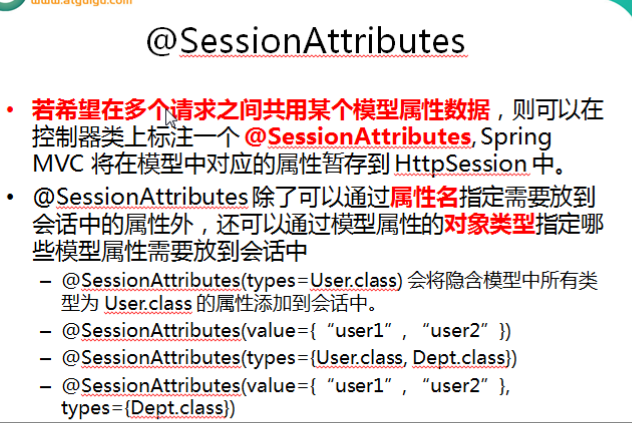 www.atguigu.com
@SessionAttributes
• 若希望在多个请求之间共用某个模型属性数据，则可以在
控制器类上标注一个 @SessionAttributes, Spring
MVC 将在模型中对应的属性暂存到 HttpSession 中。
• @SessionAttributes 除了可以通过属性名指定需要放到
会话中的属性外，还可以通过模型属性的对象类型指定哪
些模型属性需要放到会话中
– @SessionAttributes(types=User.class) 会将隐含模型中所有类
型为 User.class 的属性添加到会话中。
– @SessionAttributes(value={“user1”, “user2”})
– @SessionAttributes(types={User.class, Dept.class})
– @SessionAttributes(value={“user1”, “user2”},
types={Dept.class})